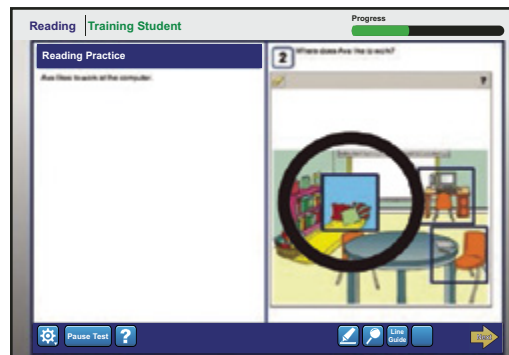 Reading Training Student
Progress
Reading Practice
2 Where does Ava like to work?
Ava likes to work at the computer.
?
Pause Test ? Line Guide Next